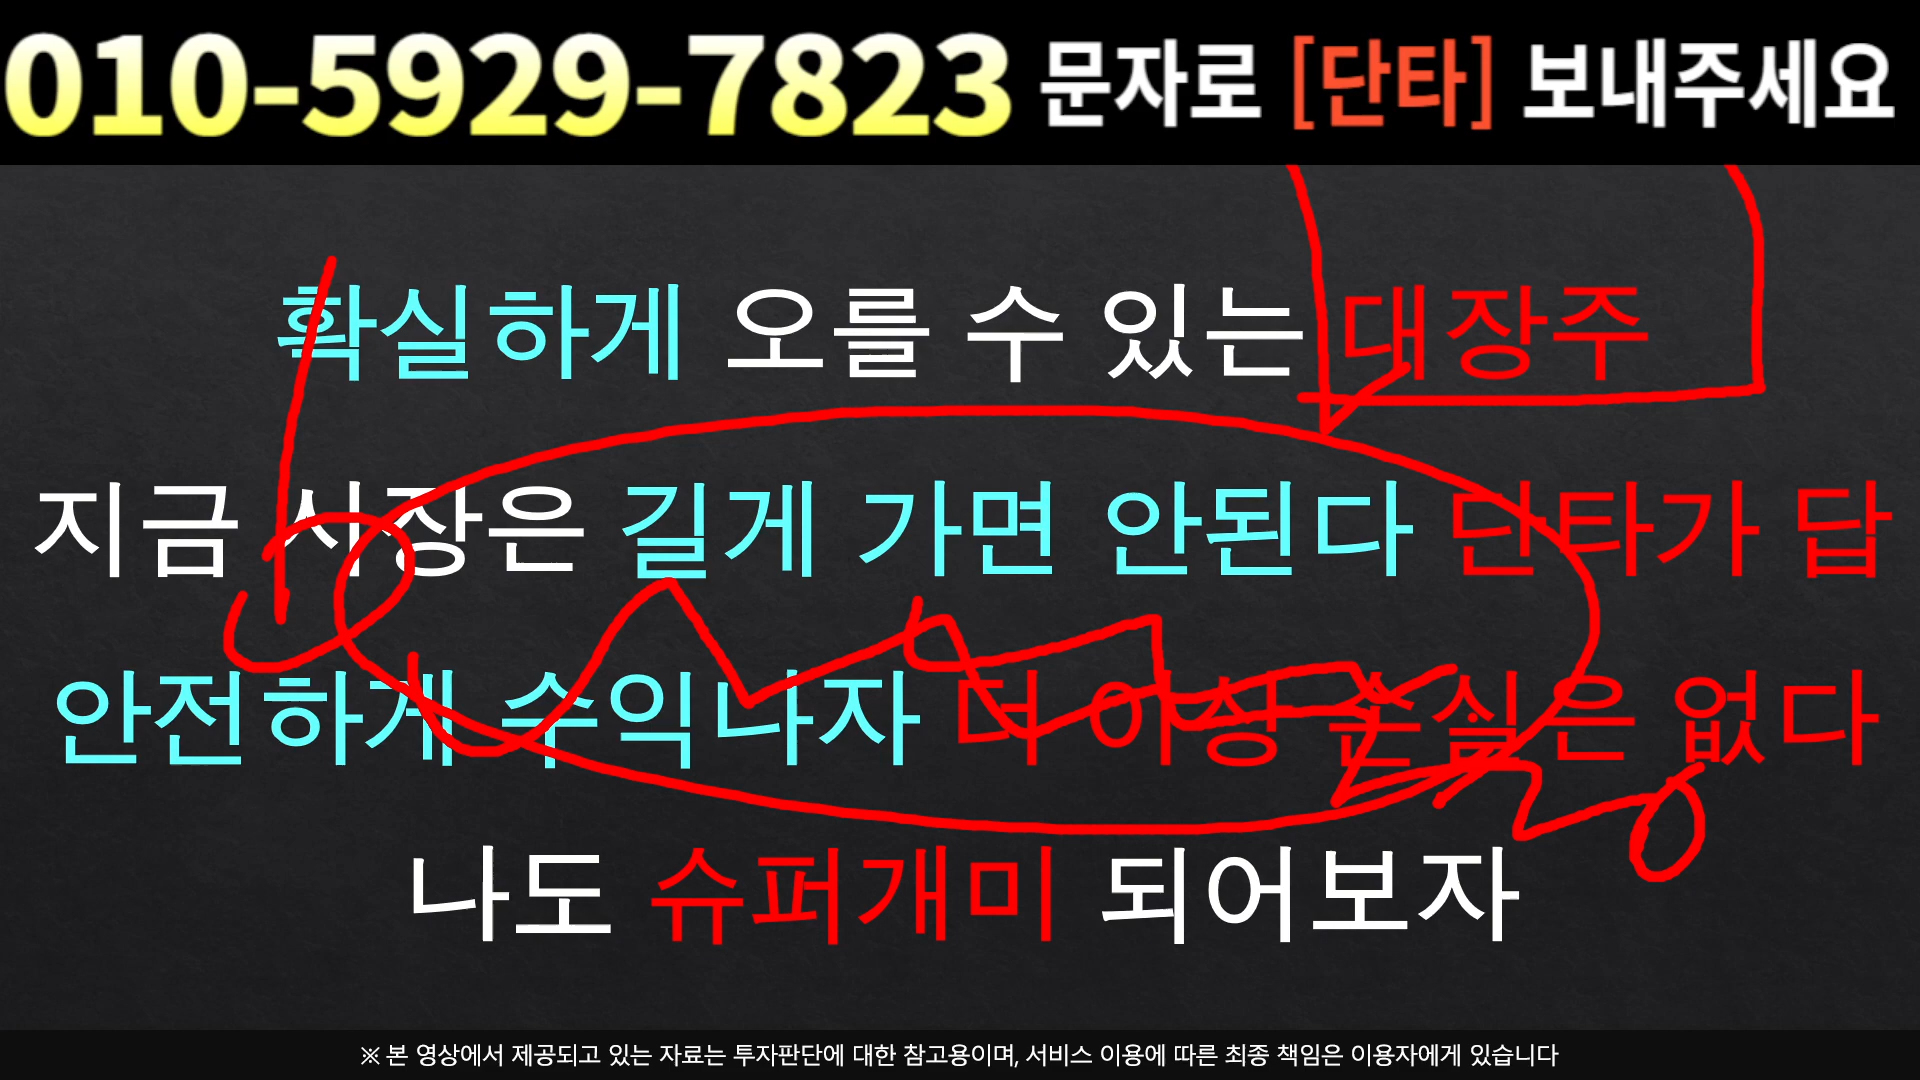 010-5929-7823 문자로 [단타] 보내주세요
확실하게 오를 수 있는 대장주
지금 시장은 길게 가면 안된다 단타가 답
안전하게 수익나자 더 이상 손실은 없다
나도 슈퍼개미 되어보자
※ 본 영상에서 제공되고 있는 자료는 투자판단에 대한 참고용이며, 서비스 이용에 따른 최종 책임은 이용자에게 있습니다